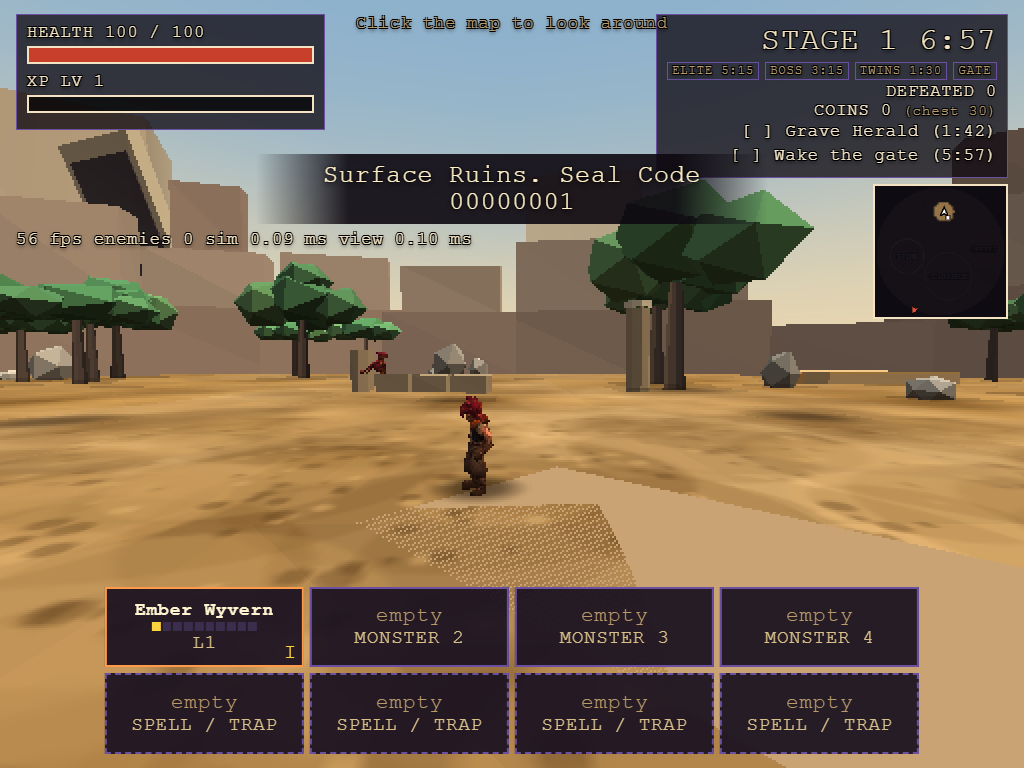 HEALTH 100 / 100
XP LV 1
Click the map to look around
STAGE 1 6:57
ELITE 5:15 BOSS 3:15 TWINS 1:30 GATE
DEFEATED 0
COINS 0 (chest 30)
[ ] Grave Herald (1:42)
[ ] Wake the gate (5:57)
Surface Ruins. Seal Code
00000001
56 fps enemies 0 sim 0.09 ms view 0.10 ms
Ember Wyvern
L1
I
empty
MONSTER 2
empty
MONSTER 3
empty
MONSTER 4
empty
SPELL / TRAP
empty
SPELL / TRAP
empty
SPELL / TRAP
empty
SPELL / TRAP